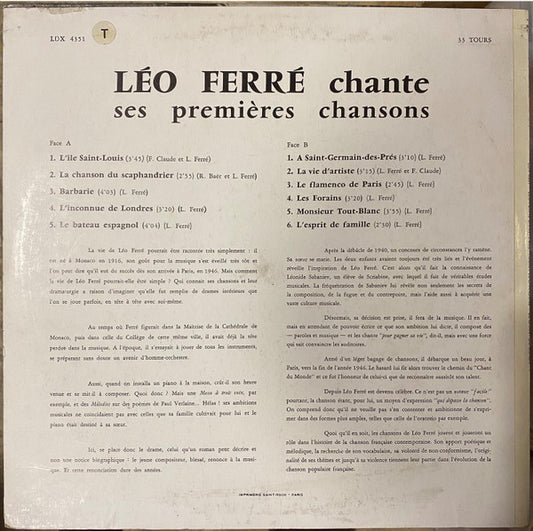 LDX 4351 T 33 TOURS
LÉO FERRÉ chante
ses premières chansons
Face A
1. L'île Saint-Louis (3'45) (F. Claude et L. Ferré)
2. La chanson du scaphandrier (2'55) (R. Baër et L. Ferré)
3. Barbarie (4'03) (L. Ferré)
4. L'inconnue de Londres (3'20) (L. Ferré)
5. Le bateau espagnol (4'04) (L. Ferré)
Face B
1. A Saint-Germain-des-Prés (3'10) (L. Ferré)
2. La vie d'artiste (3'15) (L. Ferré et F. Claude)
3. Le flamenco de Paris (2'45) (L. Ferré)
4. Les Forains (3'20) (L. Ferré)
5. Monsieur Tout-Blanc (3'55) (L. Ferré)
6. L'esprit de famille (2'50) (L. Ferré)
La vie de Léo Ferré pourrait être racontée très simplement : il
est né à Monaco en 1916, son goût pour la musique s'est éveillé très tôt et
l'on peut dire qu'il eut du succès dès son arrivée à Paris, en 1946. Mais comment
la vie de Léo Ferré pourrait-elle être simple ? Qui connaît ses chansons et leur
dramaturgie a raison d'imaginer qu'elle fut remplie de drames intérieurs que
l'on se joue parfois, en tête à tête avec soi-même.
Au temps où Ferré figurait dans la Maîtrise de la Cathédrale de
Monaco, puis dans celle du Collège de cette même ville, il avait déjà la tête
perdue dans la musique. A l'époque, il s'essayait à jouer de tous les instruments,
se préparant sans doute un avenir d'homme-orchestre.
Aussi, quand on installa un piano à la maison, crût-il son heure
venue et se mit-il à composer. Quoi donc ? Mais une Messe à trois voix, par
exemple, et des Mélodies sur des poèmes de Paul Verlaine... Hélas ! ses ambitions
musicales ne coïncidaient pas avec celles que sa famille cultivait pour lui et le
piano était destiné à sa sœur.
Ici, se place donc le drame, celui qu'un roman peut décrire et
non une notice biographique : le jeune compositeur, blessé, renonce à la musi-
que. Et cette renonciation dure des années.
Après la débâcle de 1940, un concours de circonstances l'y ramène.
Sa sœur se marie. Les deux enfants avaient toujours été très liés et l'événement
réveille l'inspiration de Léo Ferré. C'est alors qu'il fait la connaissance de
Léonide Sabaniev, un élève de Scriabine, avec lequel il fait de véritables études
musicales. La fréquentation de Sabaniev lui révèle non seulement les secrets de
la composition, de la fugue et du contrepoint, mais l'aide aussi à acquérir une
vaste culture musicale.
Désormais, sa décision est prise, il fera de la musique. Il en fait,
mais en attendant de pouvoir écrire ce que son ambition lui dicte, il compose des
— paroles et musique — et les chante "pour gagner sa vie", dit-il, mais avec une force
qui vaut convaincre les auditoires.
Armé d'un léger bagage de chansons, il débarque un beau jour, à
Paris, vers la fin de l'année 1946. Le hasard lui fit alors trouver le chemin du "Chant
du Monde" et ce fut l'honneur de celui-ci que de reconnaître aussitôt son talent.
Depuis Léo Ferré est devenu célèbre. Ce n'est pas un auteur "facile"
pourtant, la chanson étant, pour lui, un moyen d'expression "qui dépasse la chanson".
On comprend donc qu'il ne veuille pas s'en contenter et ambitionne de s'expri-
mer dans des formes plus amples, telles que celle de l'oratorio par exemple.
Quoi qu'il en soit, les chansons de Léo Ferré jouent et joueront un
rôle dans l'histoire de la chanson française contemporaine. Son apport poétique et
mélodique, la recherche de son vocabulaire, sa volonté de non-conformisme, l'origi-
nalité de ses thèmes et jusqu'à sa violence tiennent leur partie dans l'évolution de la
chanson populaire française.
IMPRIMERIE SAINT-ROCH - PARIS